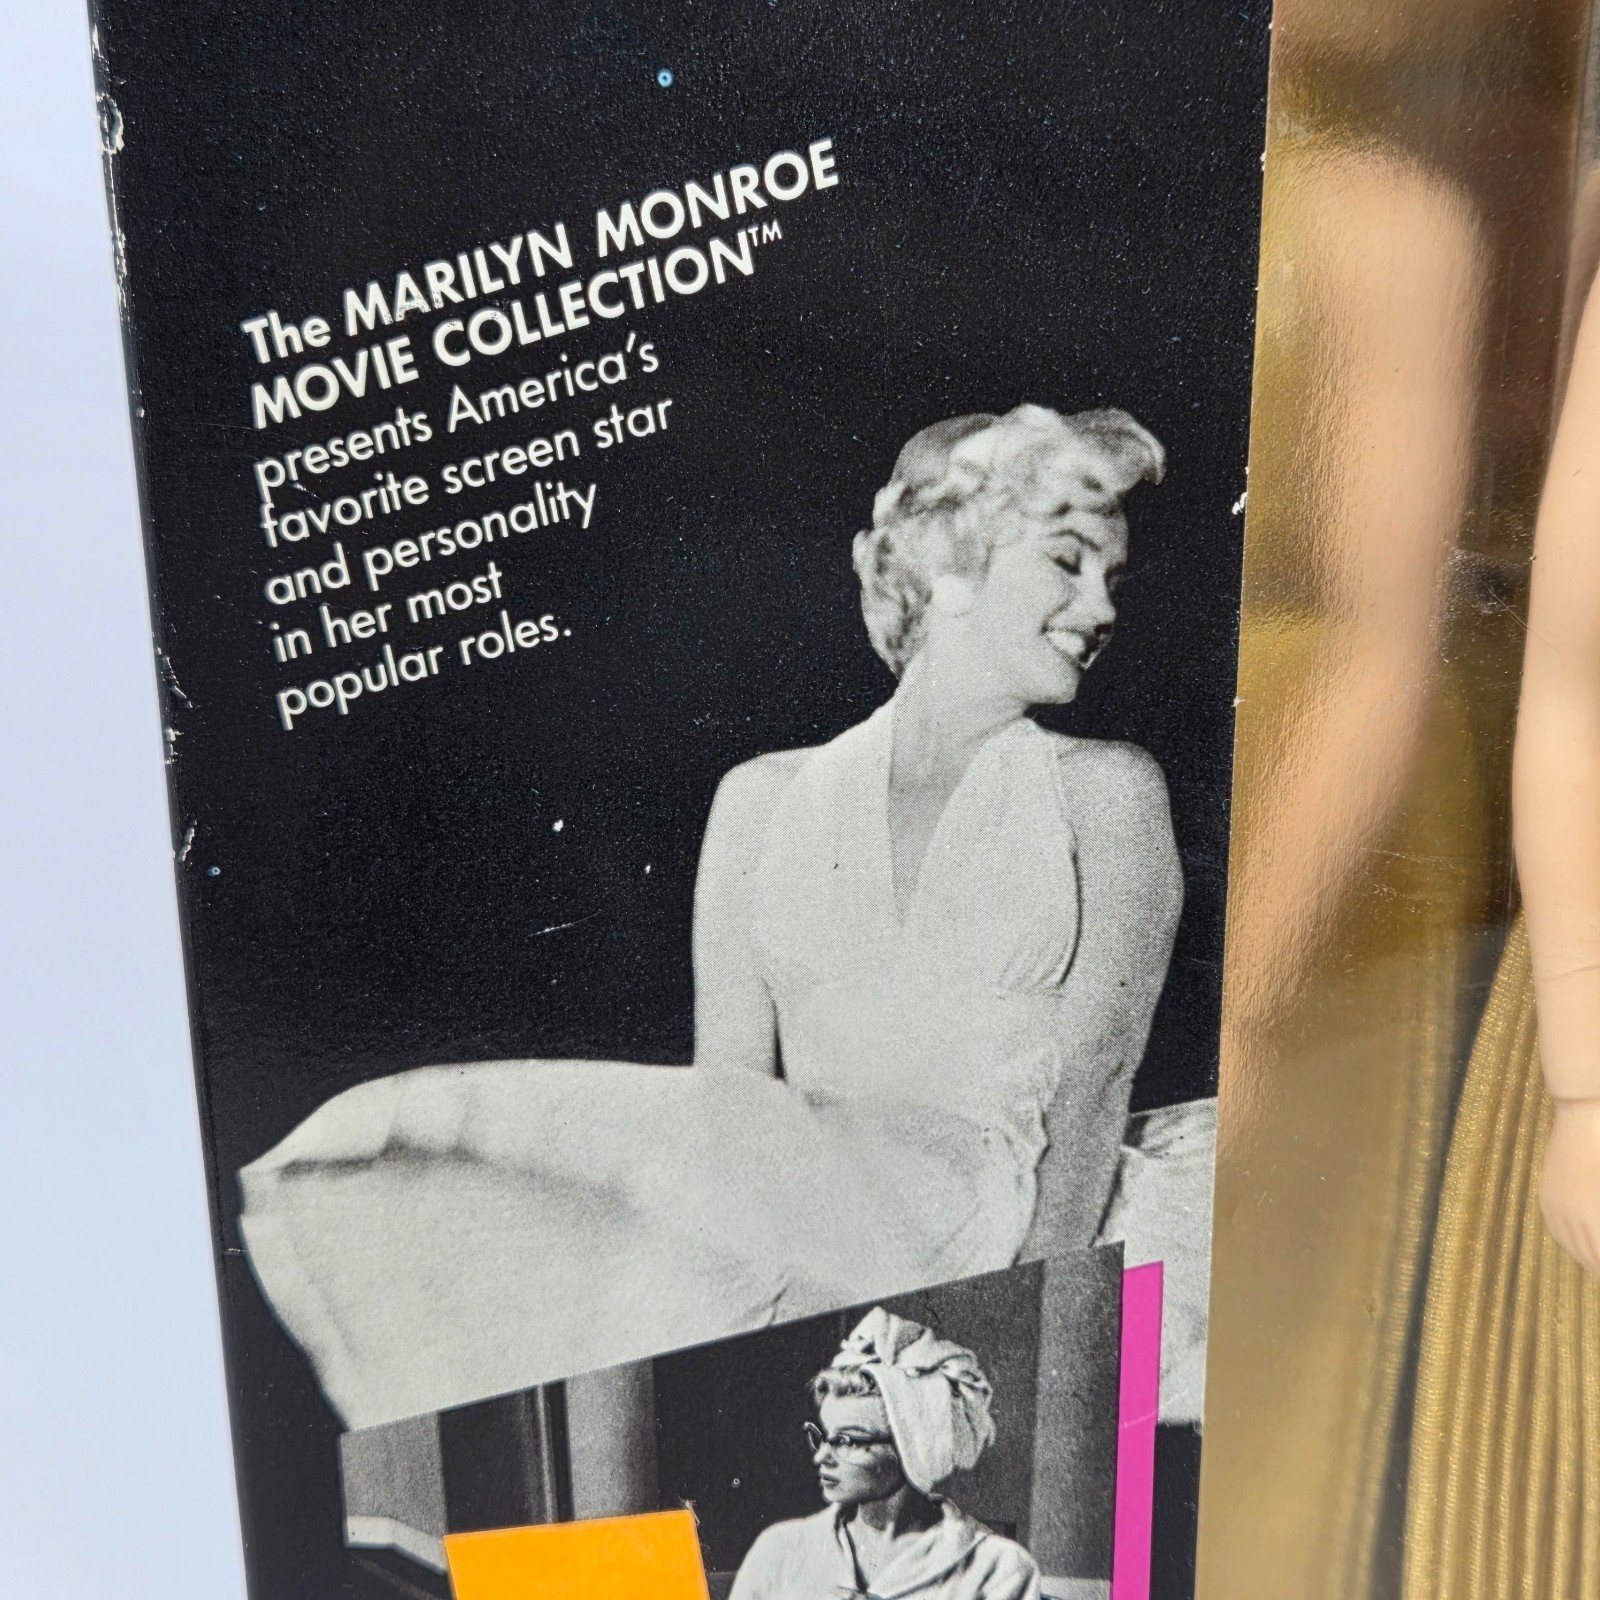 The MARILYN MONROE
MOVIE COLLECTION™
presents America's
favorite screen star
and personality
in her most
popular roles.